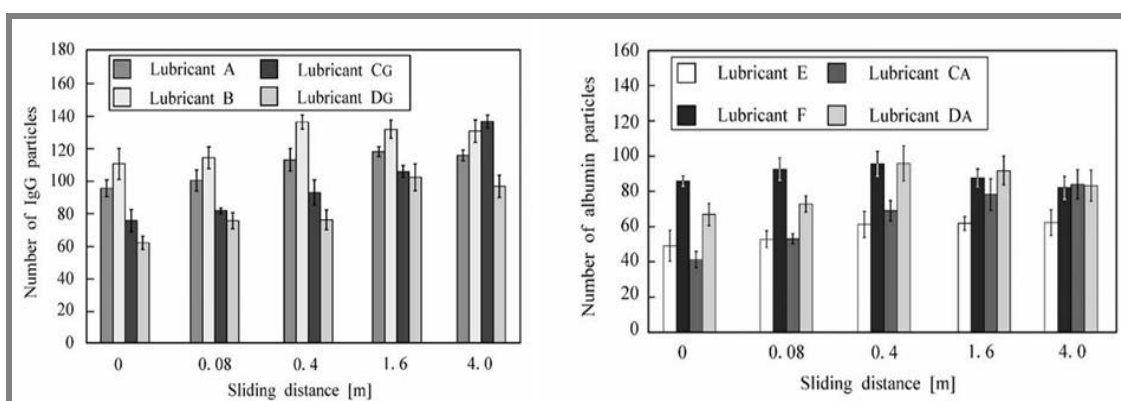 180
160
140
120
100
80
60
40
20
0
Number of IgG particles
Lubricant A
Lubricant CG
Lubricant B
Lubricant DG
0
0.08
0.4
1.6
4.0
Sliding distance [m]
160
140
120
100
80
60
40
20
0
Number of albumin particles
Lubricant E
Lubricant CA
Lubricant F
Lubricant DA
0
0.08
0.4
1.6
4.0
Sliding distance [m]